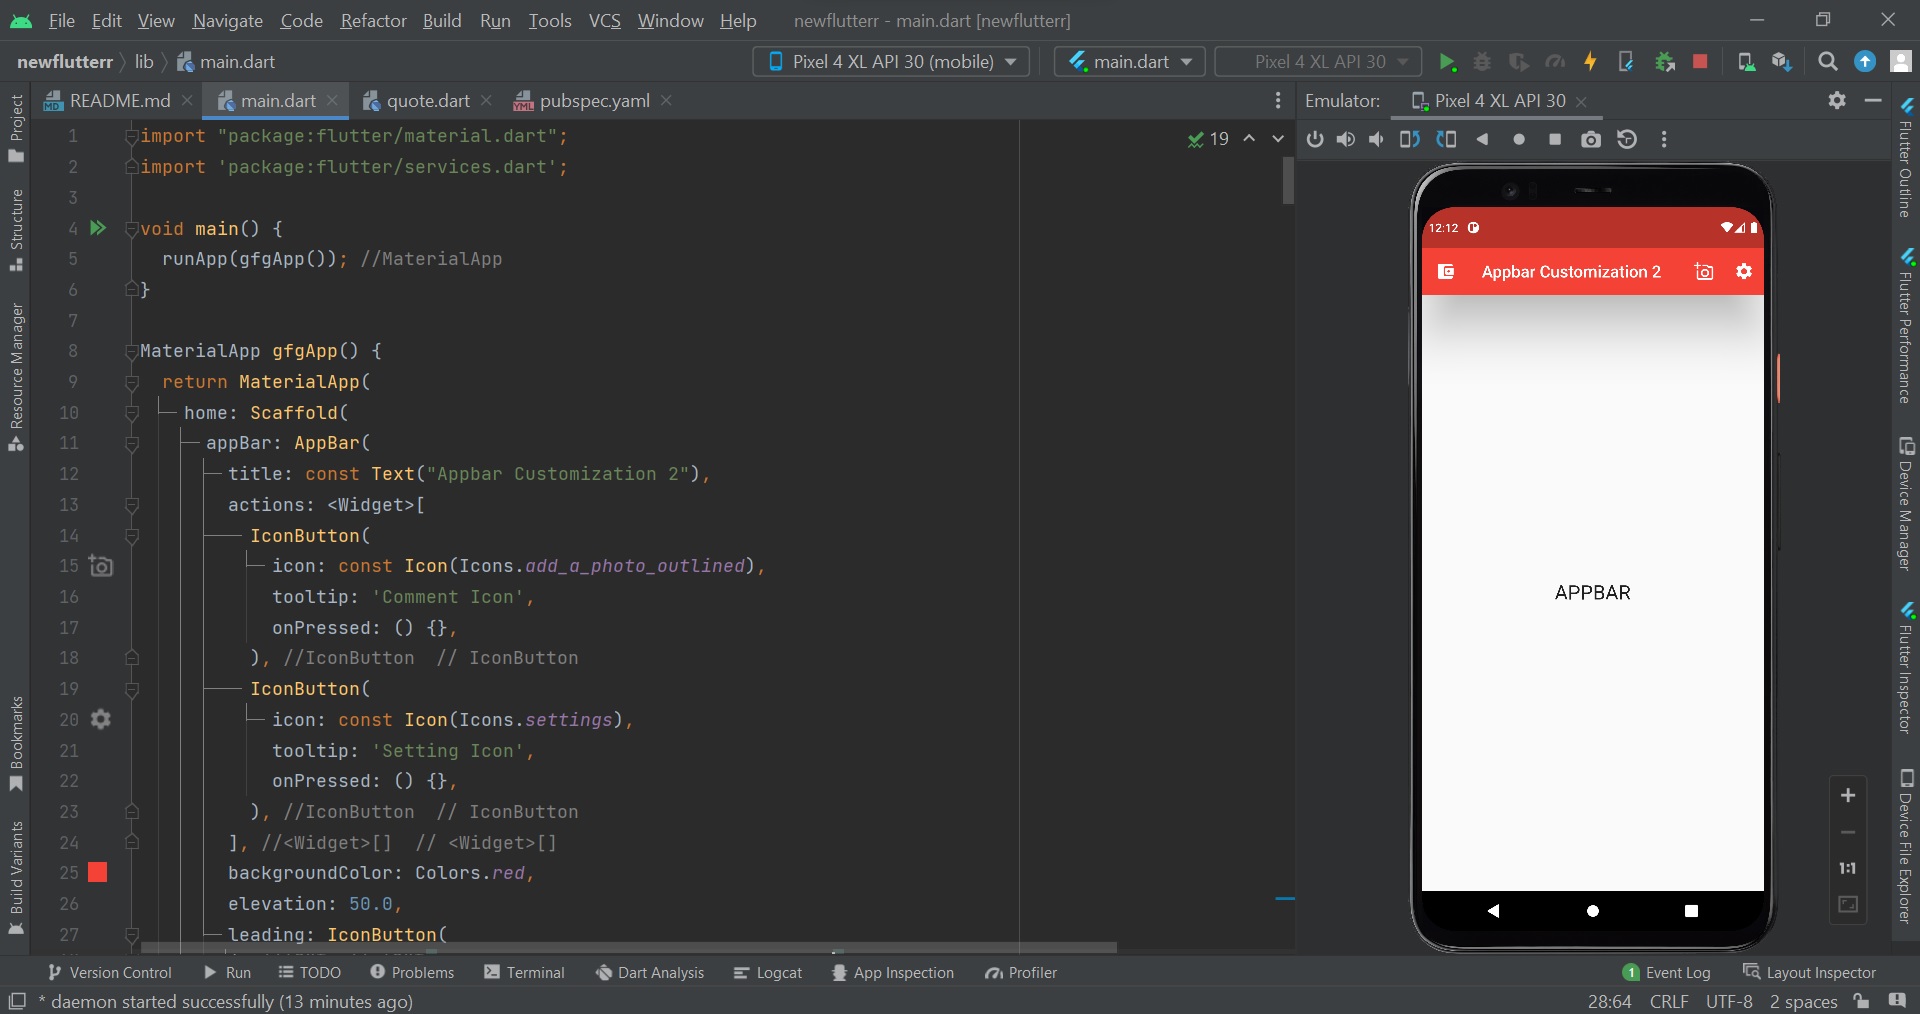 File Edit View Navigate Code Refactor Build Run Tools VCS Window Help newflutterr - main.dart [newflutterr]
newflutterr lib main.dart Pixel 4 XL API 30 (mobile) main.dart Pixel 4 XL API 30
README.md main.dart quote.dart pubspec.yaml Emulator: Pixel 4 XL API 30
MD YML
19
1 import "package:flutter/material.dart";
2 import 'package:flutter/services.dart';
3
4 void main() {
5 runApp(gfgApp()); //MaterialApp
6 }
7
8 MaterialApp gfgApp() {
9 return MaterialApp(
10 home: Scaffold(
11 appBar: AppBar(
12 title: const Text("Appbar Customization 2"),
13 actions: <Widget>[
14 IconButton(
15 icon: const Icon(Icons.add_a_photo_outlined),
16 tooltip: 'Comment Icon',
17 onPressed: () {},
18 ), //IconButton // IconButton
19 IconButton(
20 icon: const Icon(Icons.settings),
21 tooltip: 'Setting Icon',
22 onPressed: () {},
23 ), //IconButton // IconButton
24 ], //<Widget>[] // <Widget>[]
25 backgroundColor: Colors.red,
26 elevation: 50.0,
27 leading: IconButton(
Project
Structure
Resource Manager
Bookmarks
Build Variants
12:12
Appbar Customization 2
APPBAR
1:1
Flutter Outline
Flutter Performance
Device Manager
Flutter Inspector
Device File Explorer
Version Control Run TODO Problems Terminal Dart Analysis Logcat App Inspection Profiler 1 Event Log Layout Inspector
* daemon started successfully (13 minutes ago) 28:64 CRLF UTF-8 2 spaces